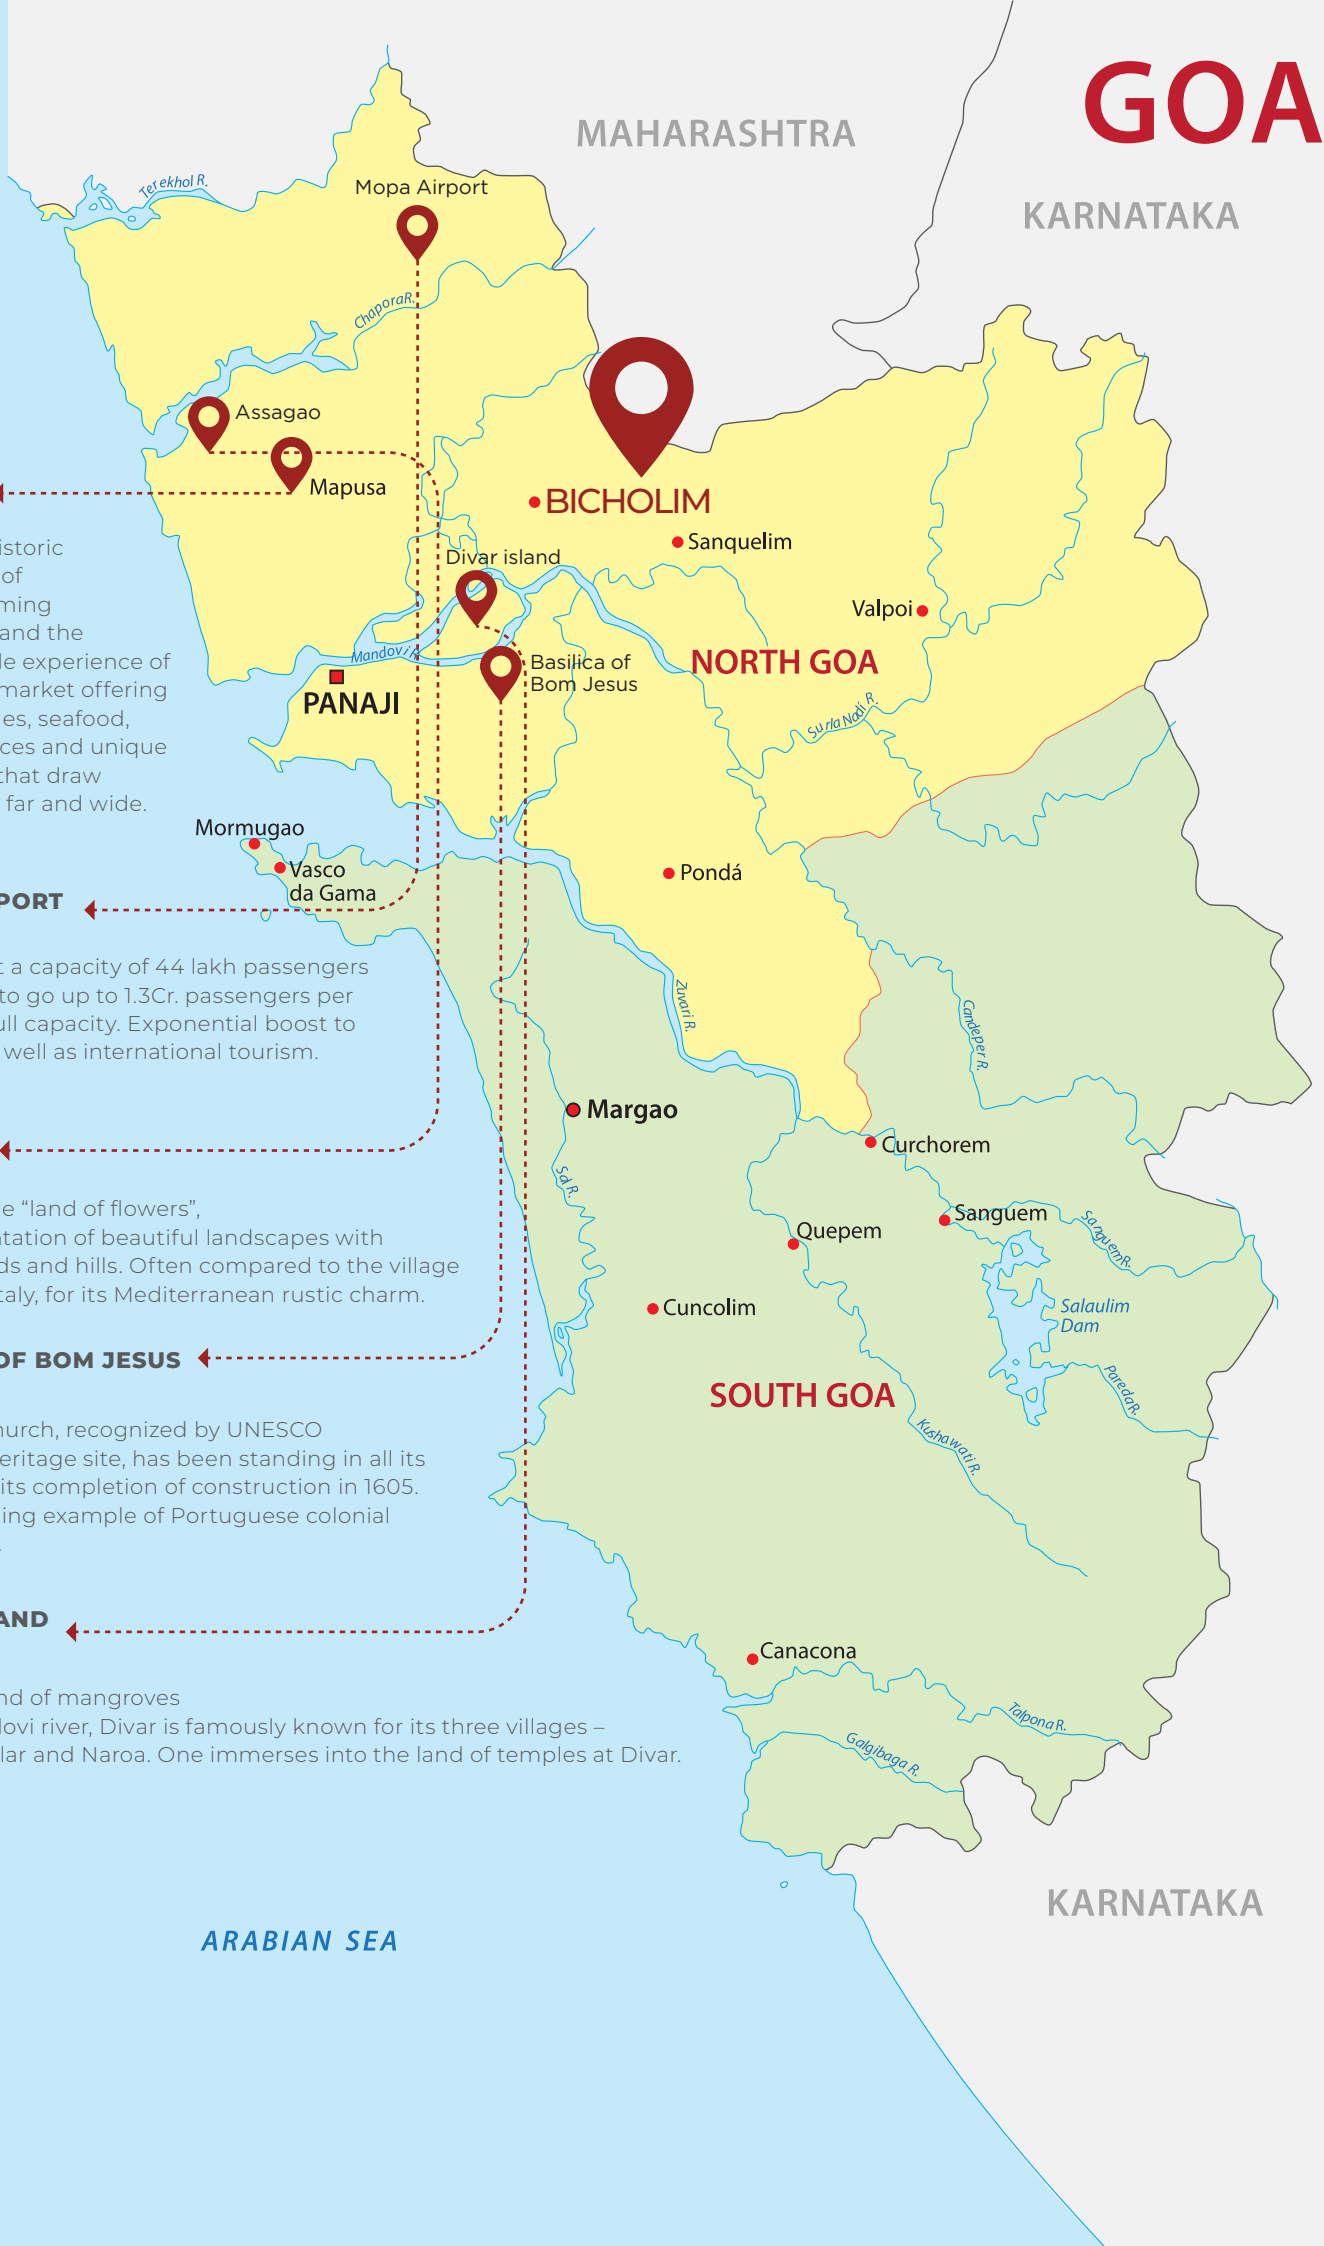 GOA
MAHARASHTRA
KARNATAKA
Terekhol R.
Mopa Airport
Chapora R.
Assagao
Mapusa
BICHOLIM
Sanquelim
Divar island
Valpoi
Mandovi R.
NORTH GOA
Basilica of
Bom Jesus
PANAJI
Surla Nadi R.
istoric
of
ming
and the
le experience of
market offering
es, seafood,
ces and unique
that draw
far and wide.
Mormugao
Vasco
da Gama
Pondá
PORT
t a capacity of 44 lakh passengers
to go up to 1.3Cr. passengers per
ull capacity. Exponential boost to
well as international tourism.
Zuvari R.
Candeper R.
Margao
Curchorem
Sal R.
e “land of flowers”,
ntation of beautiful landscapes with
ds and hills. Often compared to the village
taly, for its Mediterranean rustic charm.
Quepem
Sanguem
Sanguem R.
Cuncolim
Salaulim
Dam
OF BOM JESUS
SOUTH GOA
Pareda R.
Kushawati R.
hurch, recognized by UNESCO
eritage site, has been standing in all its
its completion of construction in 1605.
ing example of Portuguese colonial
.
AND
Canacona
nd of mangroves
lovi river, Divar is famously known for its three villages –
lar and Naroa. One immerses into the land of temples at Divar.
Talpona R.
Galgibaga R.
KARNATAKA
ARABIAN SEA